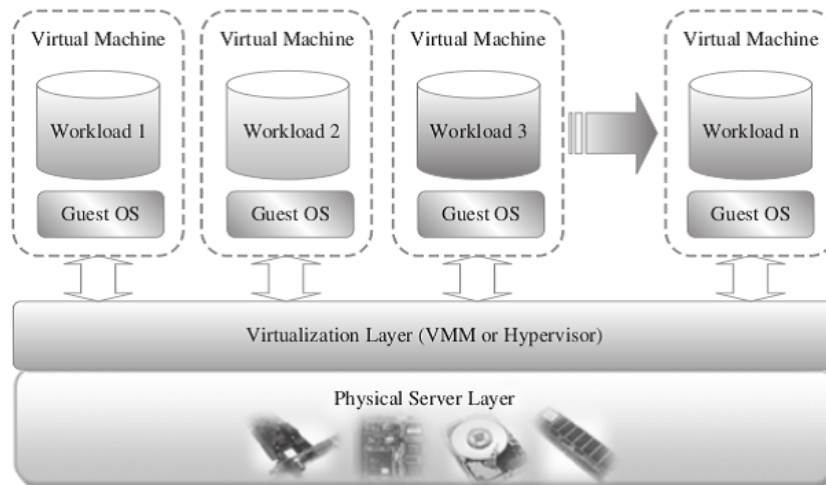 Virtual Machine
Virtual Machine
Virtual Machine
Virtual Machine
Workload 1
Workload 2
Workload 3
Workload n
Guest OS
Guest OS
Guest OS
Guest OS
Virtualization Layer (VMM or Hypervisor)
Physical Server Layer